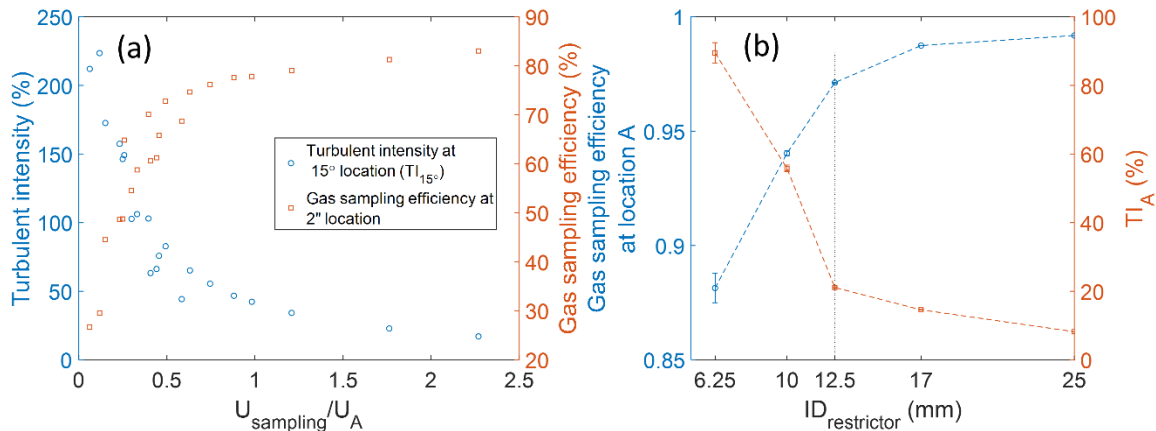 (a)
Turbulent intensity (%)
250
200
150
100
50
0
Gas sampling efficiency (%)
90
80
70
60
50
40
30
20
Turbulent intensity at
15° location (TI15°)
Gas sampling efficiency at
2" location
0
0.5
1
1.5
2
2.5
Usampling/UA
(b)
Gas sampling efficiency
at location A
1
0.95
0.9
0.85
TIA (%)
100
80
60
40
20
0
6.25
10
12.5
17
25
IDrestrictor (mm)